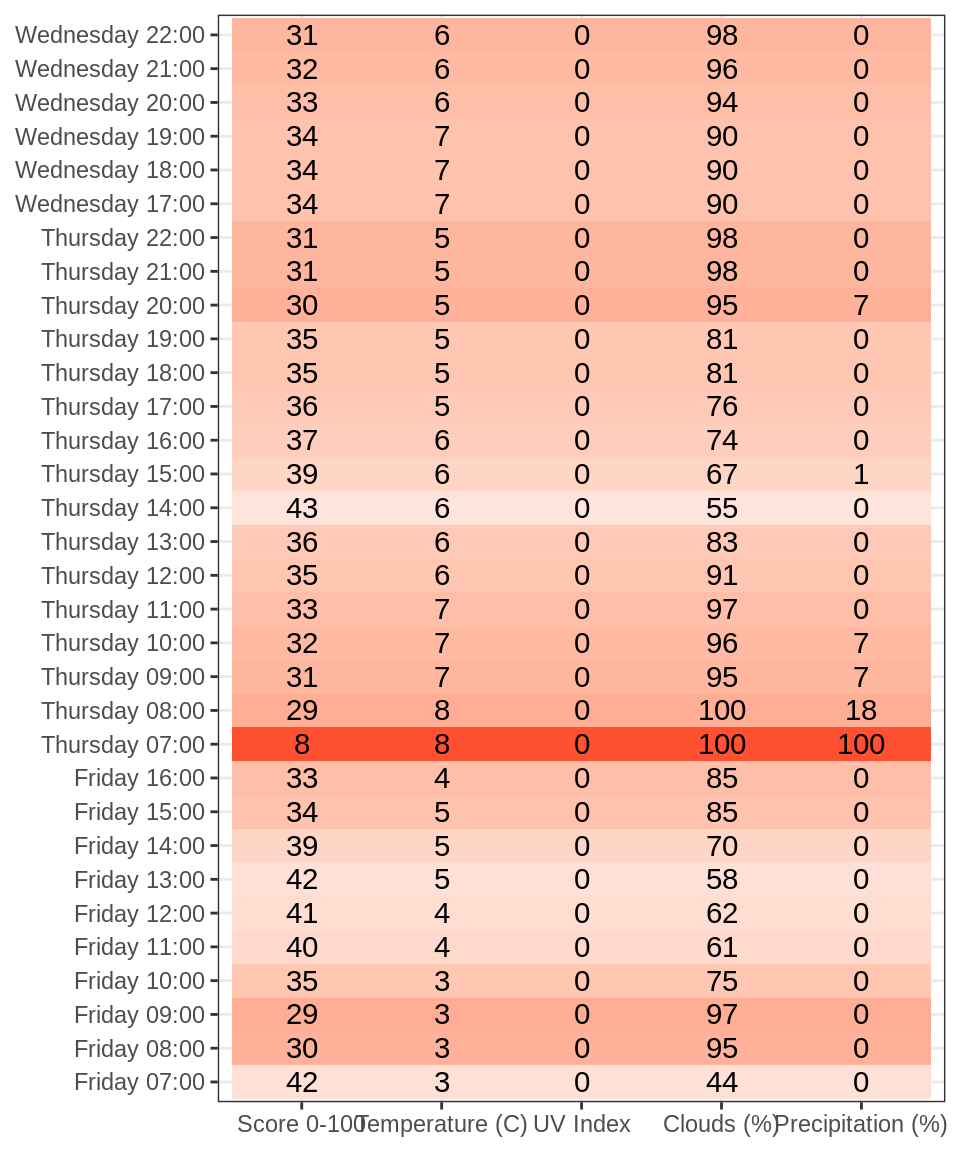 Wednesday 22:00 31 6 0 98 0
Wednesday 21:00 32 6 0 96 0
Wednesday 20:00 33 6 0 94 0
Wednesday 19:00 34 7 0 90 0
Wednesday 18:00 34 7 0 90 0
Wednesday 17:00 34 7 0 90 0
Thursday 22:00 31 5 0 98 0
Thursday 21:00 31 5 0 98 0
Thursday 20:00 30 5 0 95 7
Thursday 19:00 35 5 0 81 0
Thursday 18:00 35 5 0 81 0
Thursday 17:00 36 5 0 76 0
Thursday 16:00 37 6 0 74 0
Thursday 15:00 39 6 0 67 1
Thursday 14:00 43 6 0 55 0
Thursday 13:00 36 6 0 83 0
Thursday 12:00 35 6 0 91 0
Thursday 11:00 33 7 0 97 0
Thursday 10:00 32 7 0 96 7
Thursday 09:00 31 7 0 95 7
Thursday 08:00 29 8 0 100 18
Thursday 07:00 8 8 0 100 100
Friday 16:00 33 4 0 85 0
Friday 15:00 34 5 0 85 0
Friday 14:00 39 5 0 70 0
Friday 13:00 42 5 0 58 0
Friday 12:00 41 4 0 62 0
Friday 11:00 40 4 0 61 0
Friday 10:00 35 3 0 75 0
Friday 09:00 29 3 0 97 0
Friday 08:00 30 3 0 95 0
Friday 07:00 42 3 0 44 0
Score 0-100 Temperature (C) UV Index Clouds (%) Precipitation (%)